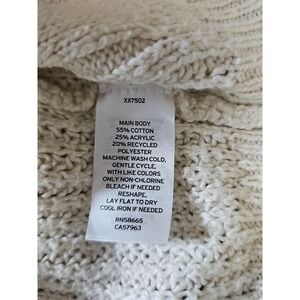 XX7502
MAIN BODY
55% COTTON
25% ACRYLIC
20% RECYCLED
POLYESTER
MACHINE WASH COLD,
GENTLE CYCLE,
WITH LIKE COLORS
ONLY NON-CHLORINE
BLEACH IF NEEDED
RESHAPE,
LAY FLAT TO DRY
COOL IRON IF NEEDED
RN58665
CA57963